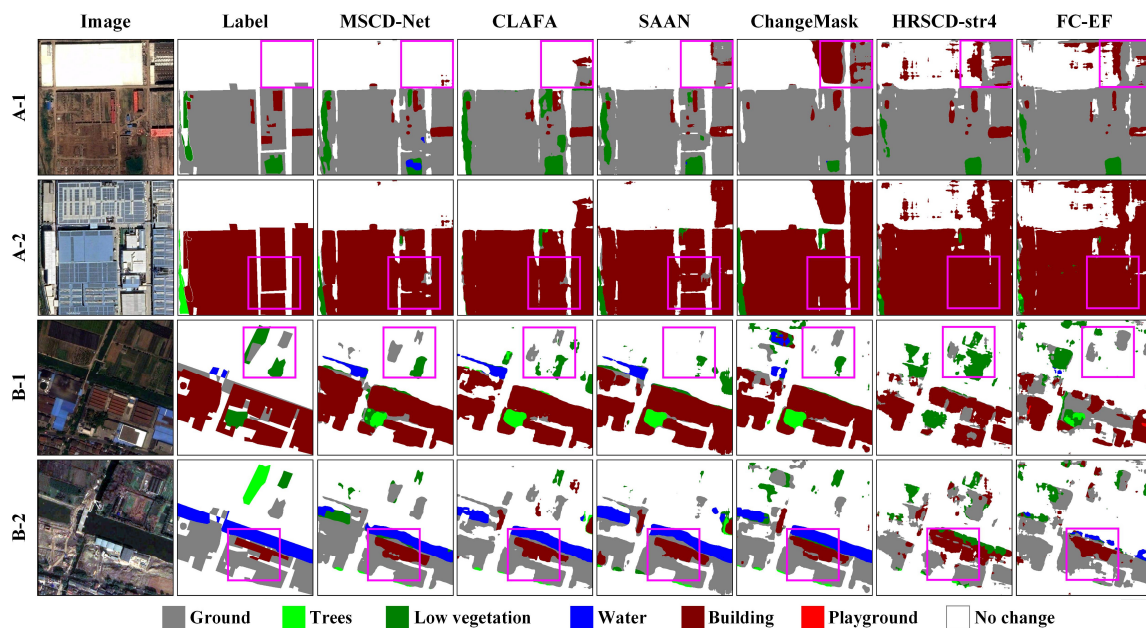 Image Label MSCD-Net CLAFA SAAN ChangeMask HRSCD-str4 FC-EF
A-1
A-2
B-1
B-2
Ground Trees Low vegetation Water Building Playground No change